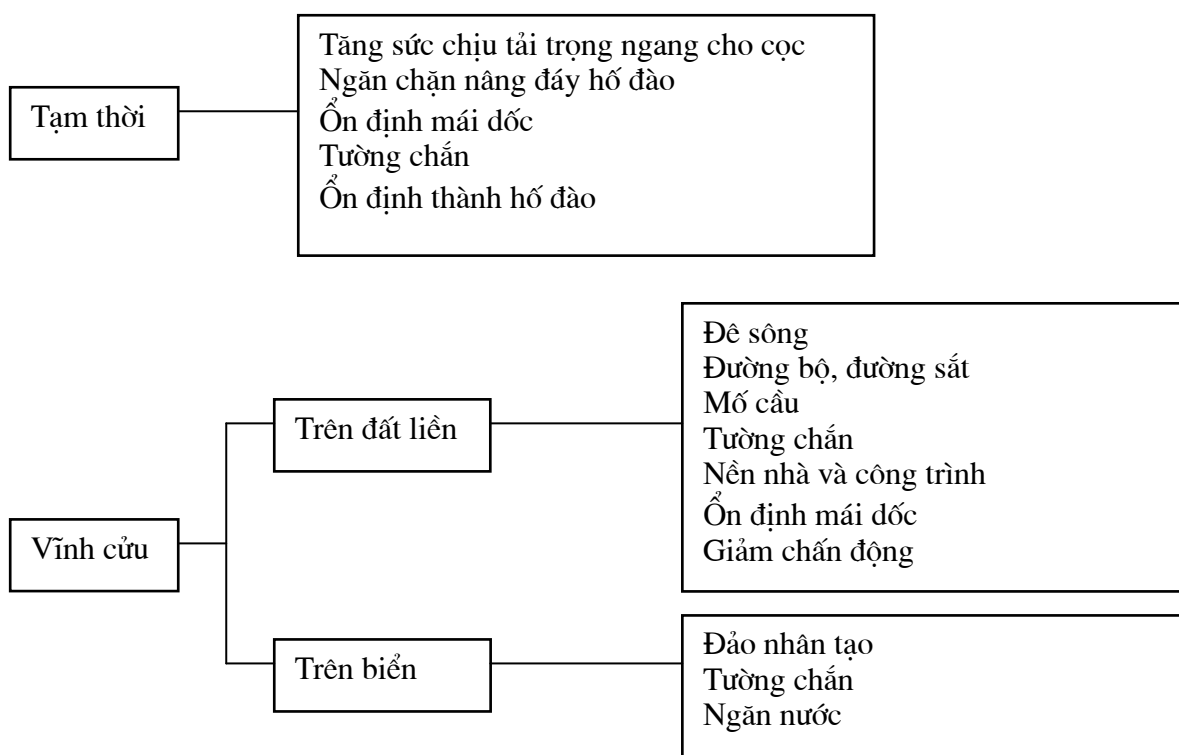 Tăng sức chịu tải trọng ngang cho cọc
Ngăn chặn nâng đáy hố đào
Tạm thời
Ổn định mái dốc
Tường chắn
Ổn định thành hố đào
Đê sông
Đường bộ, đường sắt
Mố cầu
Trên đất liền
Tường chắn
Nền nhà và công trình
Ổn định mái dốc
Vĩnh cửu
Giảm chấn động
Đảo nhân tạo
Trên biển
Tường chắn
Ngăn nước